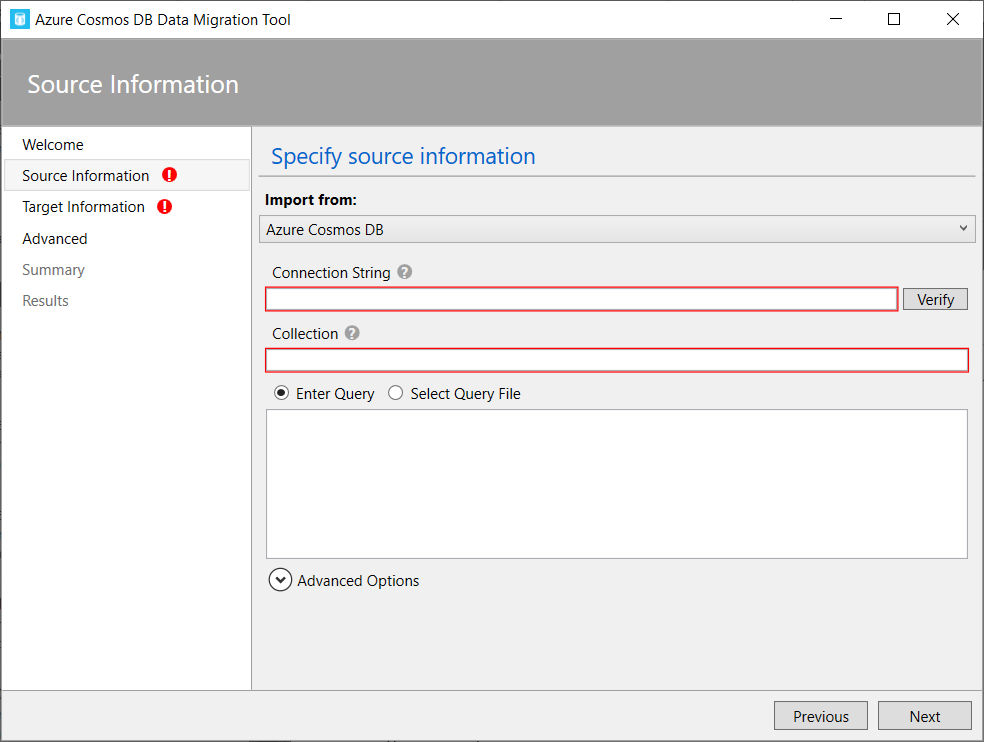 Azure Cosmos DB Data Migration Tool
Source Information
Welcome
Source Information
Target Information
Advanced
Summary
Results
Specify source information
Import from:
Azure Cosmos DB
Connection String ?
Verify
Collection ?
Enter Query Select Query File
Advanced Options
Previous Next